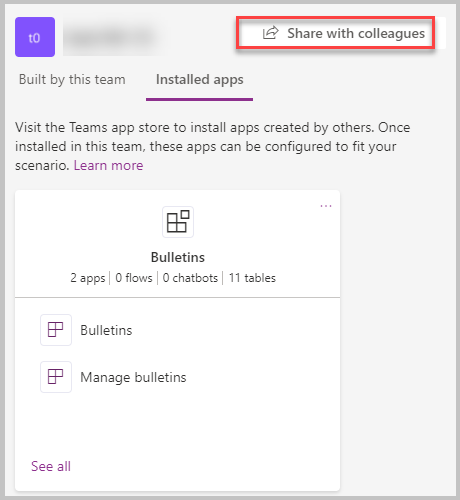 t0
Share with colleagues
Built by this team
Installed apps
Visit the Teams app store to install apps created by others. Once
installed in this team, these apps can be configured to fit your
scenario. Learn more
...
Bulletins
2 apps | 0 flows | 0 chatbots | 11 tables
Bulletins
Manage bulletins
See all